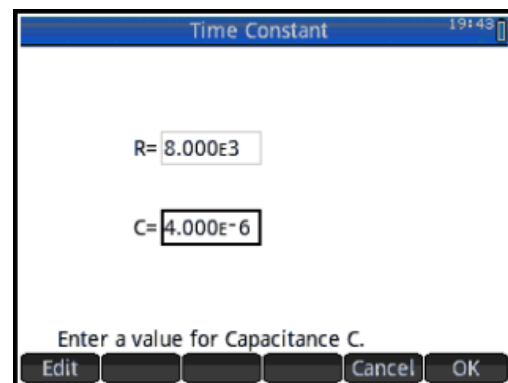 Time Constant 19:43
R= 8.000E3
C= 4.000E-6
Enter a value for Capacitance C.
Edit Cancel OK